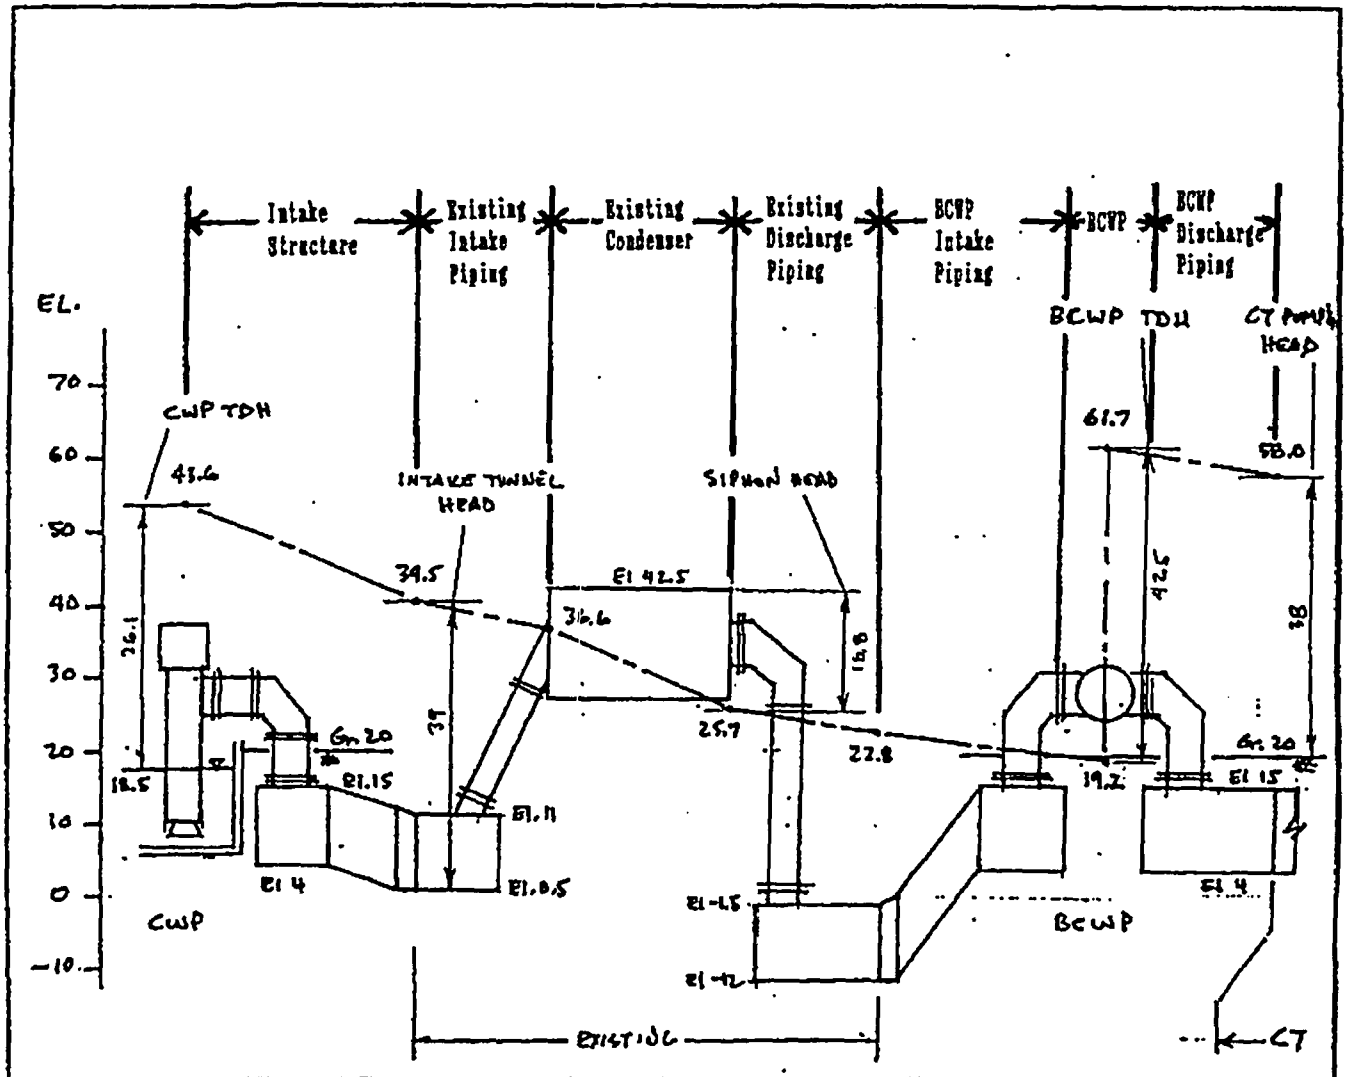 Intake
Structure
Existing
Intake
Piping
Existing
Condenser
Existing
Discharge
Piping
BCWP
Intake
Piping
BCWP
BCWP
Discharge
Piping
EL.
BCWP TDH
CT PUMP'G
HEAD
70
60
50
40
30
20
10
0
-10
CWP TDH
43.6
INTAKE TUNNEL
HEAD
SIPHON HEAD
61.7
58.0
39.5
El 42.5
36.6
26.1
39
16.8
42.5
38
25.7
22.8
19.2
18.5
Gr. 20
El. 15
El. 11
El 4
El. 0.5
Gr. 20
El 15
El -1.5
El -12
El 4
CWP
BCWP
EXISTING
CT